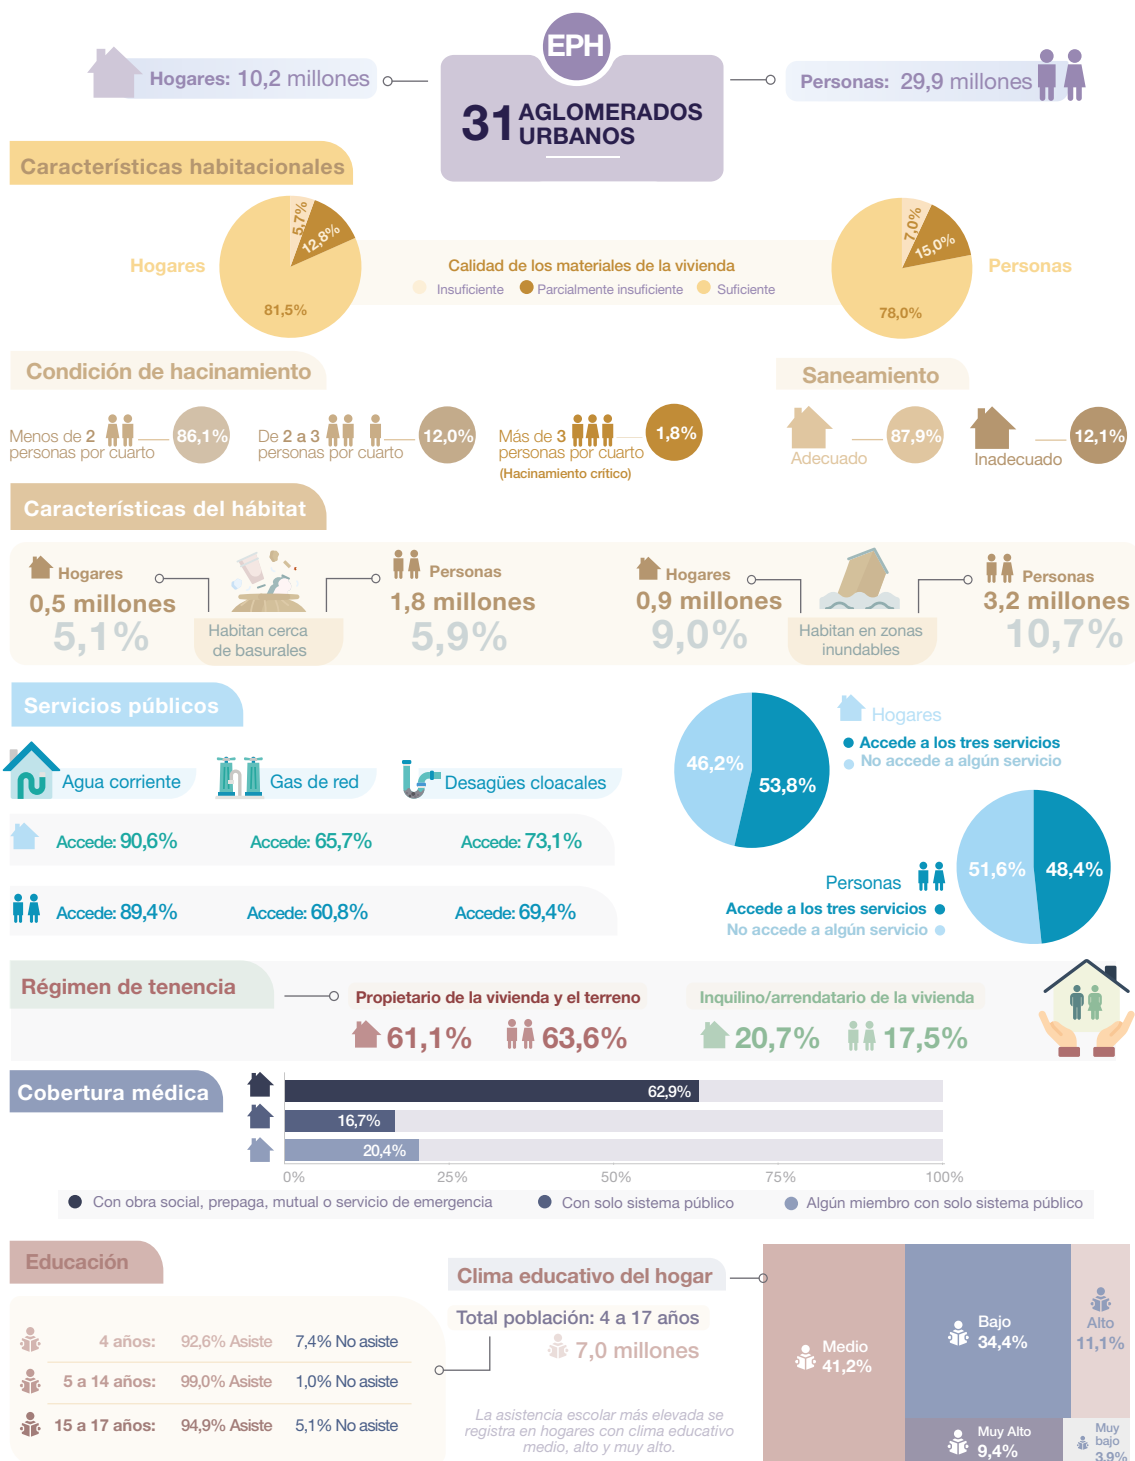 EPH
Hogares: 10,2 millones
31 AGLOMERADOS
URBANOS
Personas: 29,9 millones
Características habitacionales
Hogares
5,7%
12,8%
81,5%
Calidad de los materiales de la vivienda
Insuficiente
Parcialmente insuficiente
Suficiente
7,0%
15,0%
78,0%
Personas
Condición de hacinamiento
Menos de 2
personas por cuarto
86,1%
De 2 a 3
personas por cuarto
12,0%
Más de 3
personas por cuarto
(Hacinamiento crítico)
1,8%
Saneamiento
Adecuado
87,9%
Inadecuado
12,1%
Características del hábitat
Hogares
0,5 millones
5,1%
Habitan cerca
de basurales
Personas
1,8 millones
5,9%
Hogares
0,9 millones
9,0%
Habitan en zonas
inundables
Personas
3,2 millones
10,7%
Servicios públicos
Agua corriente
Gas de red
Desagües cloacales
Accede: 90,6%
Accede: 65,7%
Accede: 73,1%
Accede: 89,4%
Accede: 60,8%
Accede: 69,4%
46,2%
53,8%
Hogares
Accede a los tres servicios
No accede a algún servicio
Personas
Accede a los tres servicios
No accede a algún servicio
51,6%
48,4%
Régimen de tenencia
Propietario de la vivienda y el terreno
61,1%
63,6%
Inquilino/arrendatario de la vivienda
20,7%
17,5%
Cobertura médica
62,9%
16,7%
20,4%
0%
25%
50%
75%
100%
Con obra social, prepaga, mutual o servicio de emergencia
Con solo sistema público
Algún miembro con solo sistema público
Educación
4 años: 92,6% Asiste 7,4% No asiste
5 a 14 años: 99,0% Asiste 1,0% No asiste
15 a 17 años: 94,9% Asiste 5,1% No asiste
Clima educativo del hogar
Total población: 4 a 17 años
7,0 millones
La asistencia escolar más elevada se
registra en hogares con clima educativo
medio, alto y muy alto.
Medio
41,2%
Bajo
34,4%
Alto
11,1%
Muy Alto
9,4%
Muy
bajo
3,9%